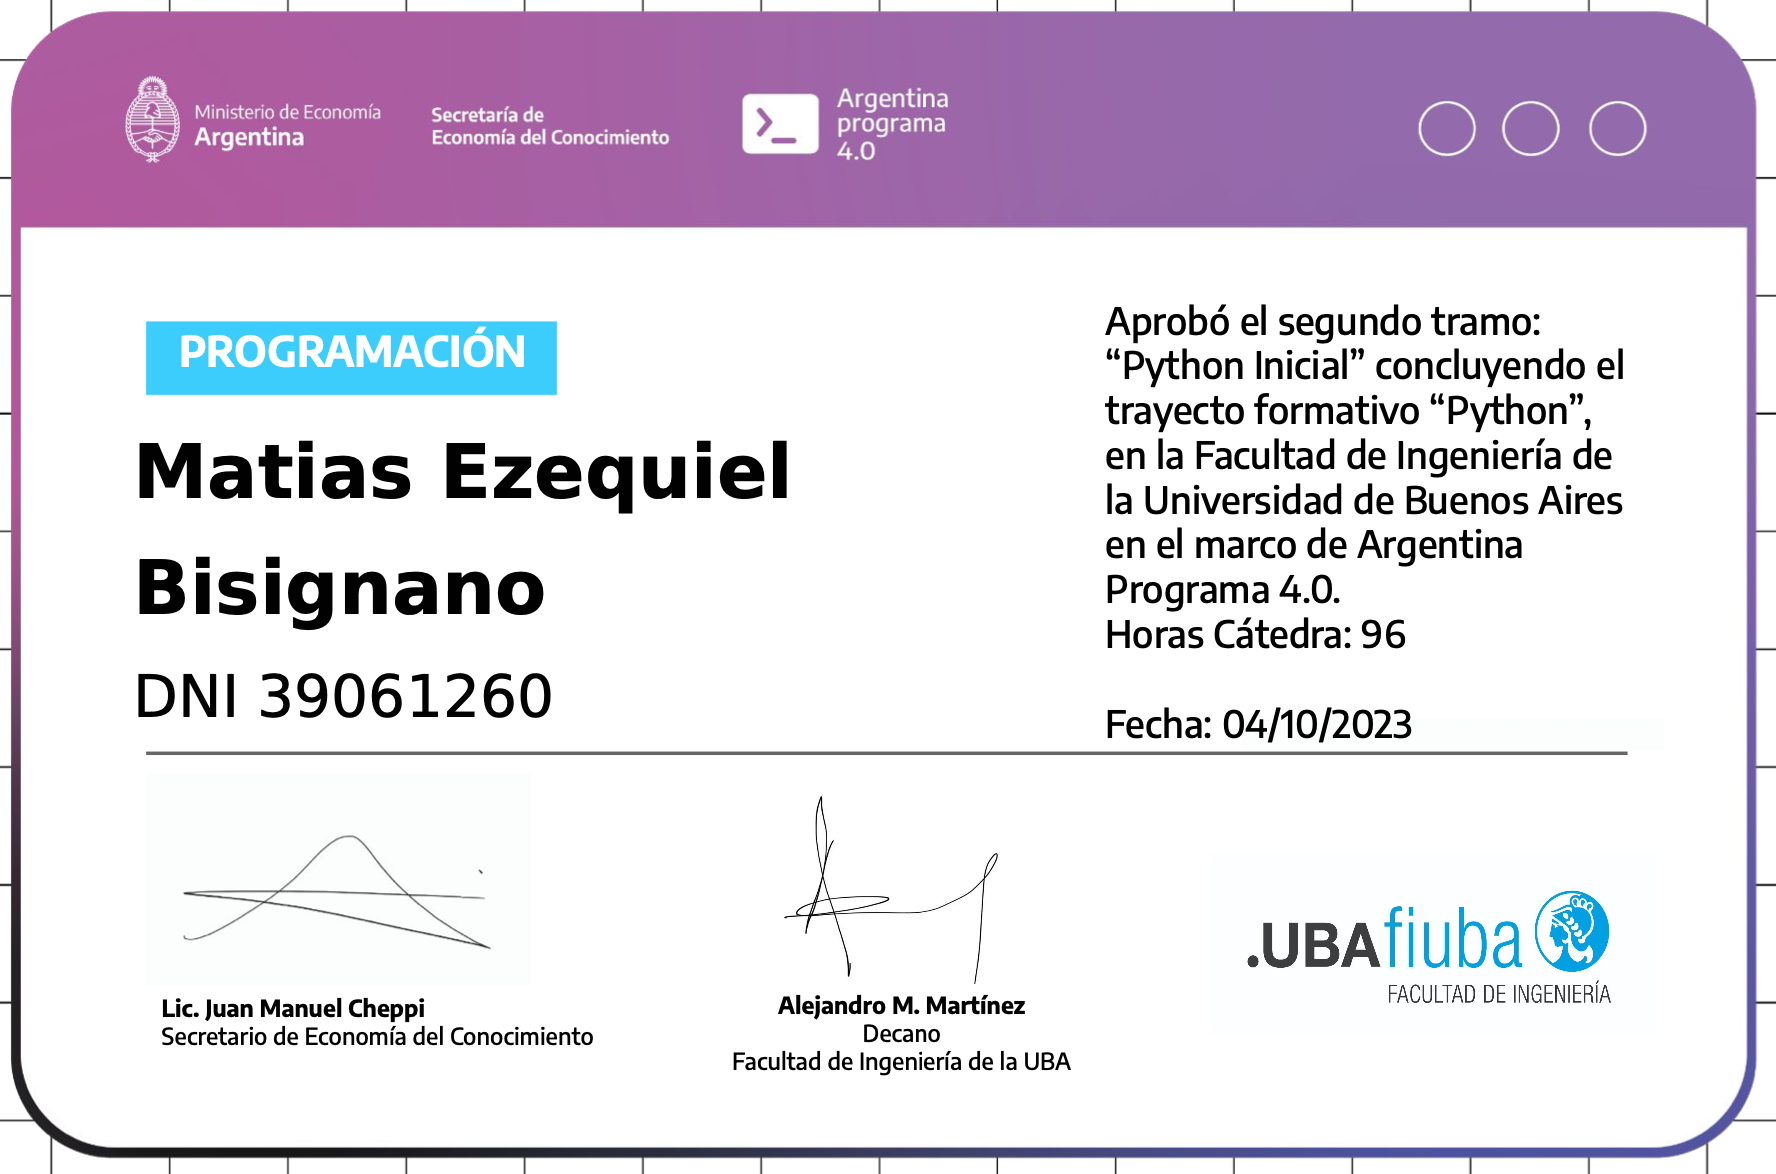 Ministerio de Economía
Argentina
Secretaría de
Economía del Conocimiento
Argentina
programa
4.0
PROGRAMACIÓN
Matias Ezequiel
Bisignano
DNI 39061260
Aprobó el segundo tramo:
“Python Inicial” concluyendo el
trayecto formativo “Python”,
en la Facultad de Ingeniería de
la Universidad de Buenos Aires
en el marco de Argentina
Programa 4.0.
Horas Cátedra: 96
Fecha: 04/10/2023
Lic. Juan Manuel Cheppi
Secretario de Economía del Conocimiento
Alejandro M. Martínez
Decano
Facultad de Ingeniería de la UBA
.UBAfiuba
FACULTAD DE INGENIERÍA